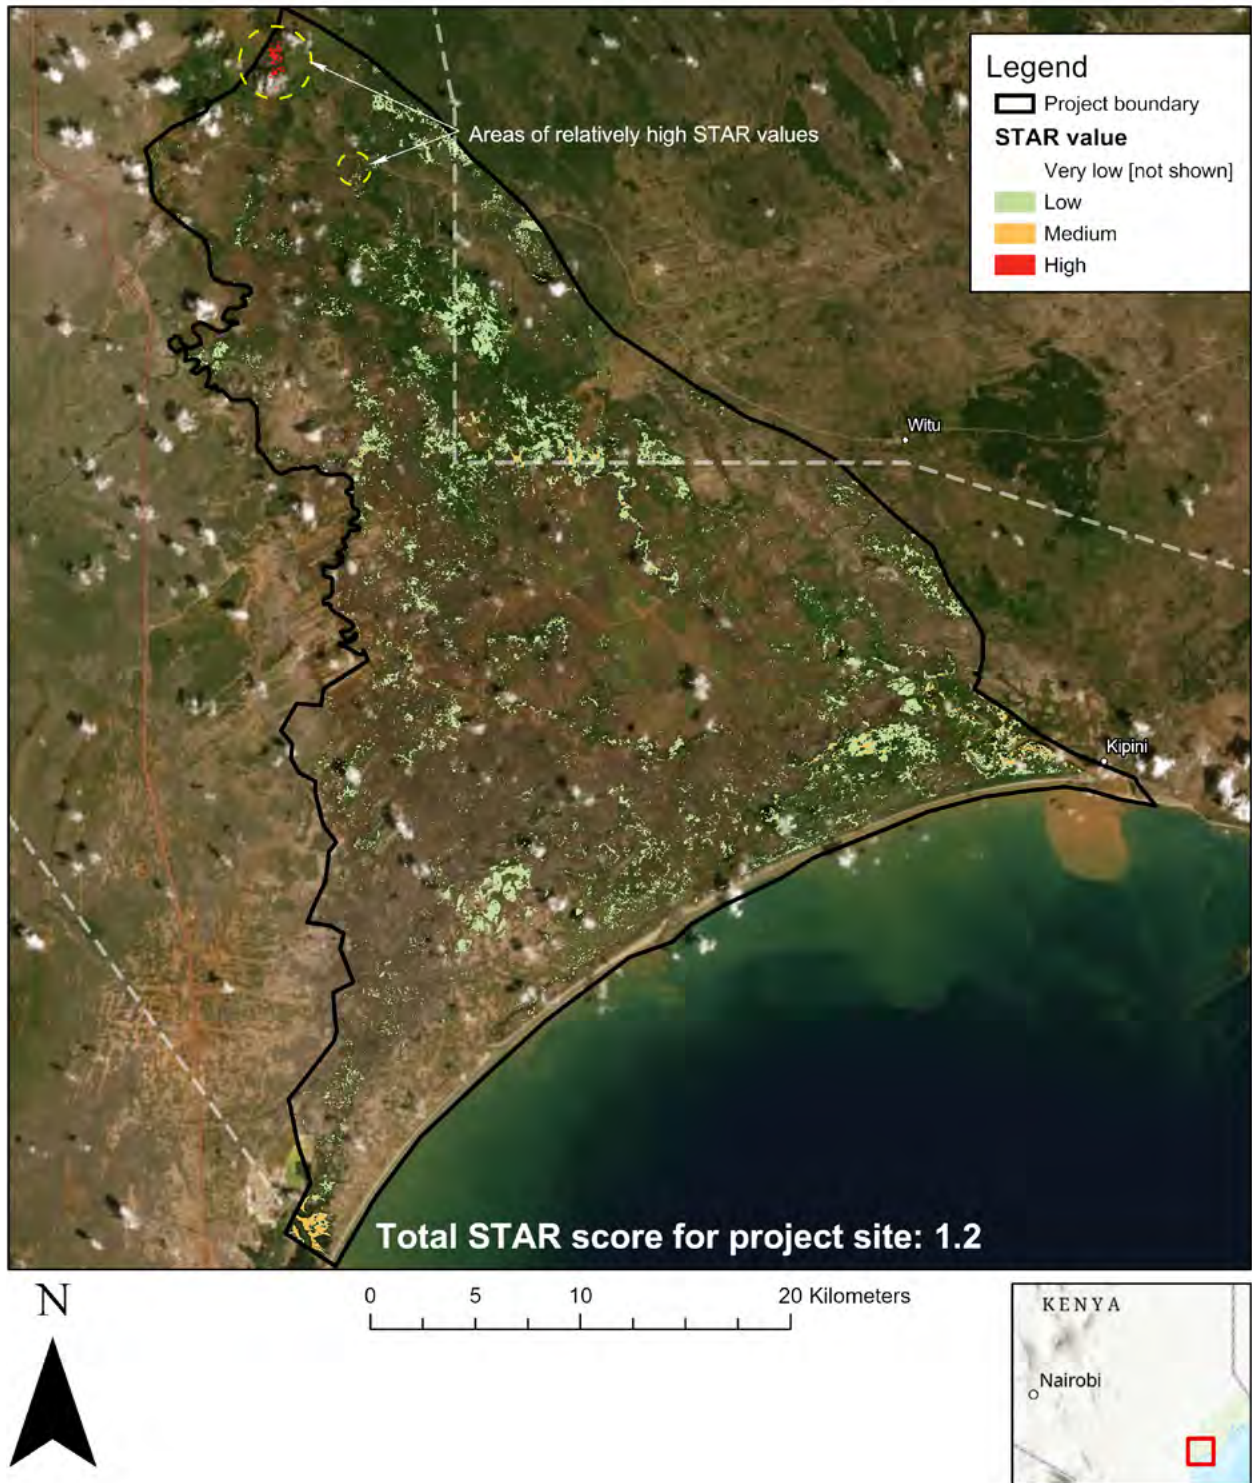 Legend
Project boundary
STAR value
Very low [not shown]
Low
Medium
High
Areas of relatively high STAR values
Witu
Kipini
Total STAR score for project site: 1.2
N
0 5 10 20 Kilometers
KENYA
Nairobi